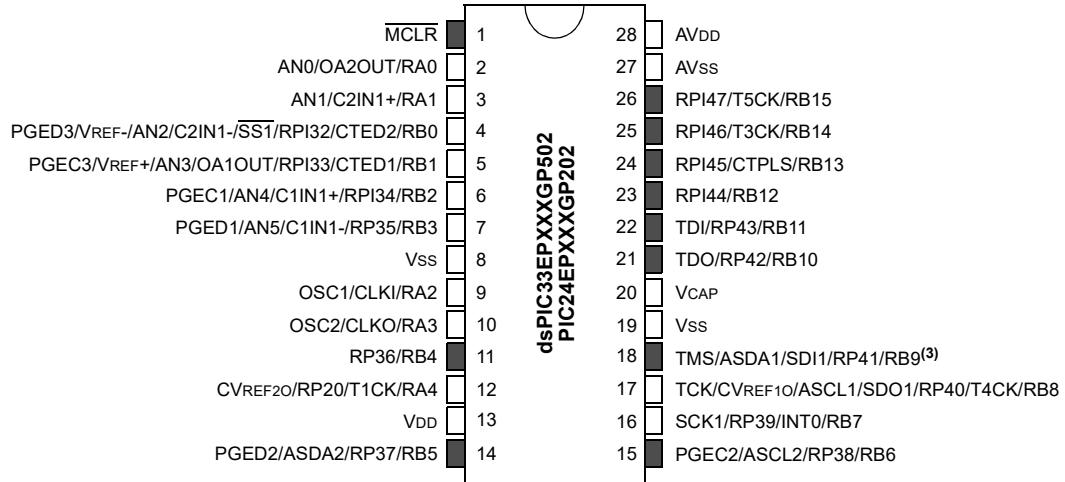 MCLR 1 28 AVDD
AN0/OA2OUT/RA0 2 27 AVSS
AN1/C2IN1+/RA1 3 26 RPI47/T5CK/RB15
PGED3/VREF-/AN2/C2IN1-/SS1/RPI32/CTED2/RB0 4 25 RPI46/T3CK/RB14
PGEC3/VREF+/AN3/OA1OUT/RPI33/CTED1/RB1 5 24 RPI45/CTPLS/RB13
PGEC1/AN4/C1IN1+/RPI34/RB2 6 23 RPI44/RB12
PGED1/AN5/C1IN1-/RP35/RB3 7 22 TDI/RP43/RB11
VSS 8 21 TDO/RP42/RB10
OSC1/CLKI/RA2 9 20 VCAP
OSC2/CLKO/RA3 10 19 VSS
RP36/RB4 11 18 TMS/ASDA1/SDI1/RP41/RB9(3)
CVREF2O/RP20/T1CK/RA4 12 17 TCK/CVREF1O/ASCL1/SDO1/RP40/T4CK/RB8
VDD 13 16 SCK1/RP39/INT0/RB7
PGED2/ASDA2/RP37/RB5 14 15 PGEC2/ASCL2/RP38/RB6
dsPIC33EPXXXGP502
PIC24EPXXXGP202